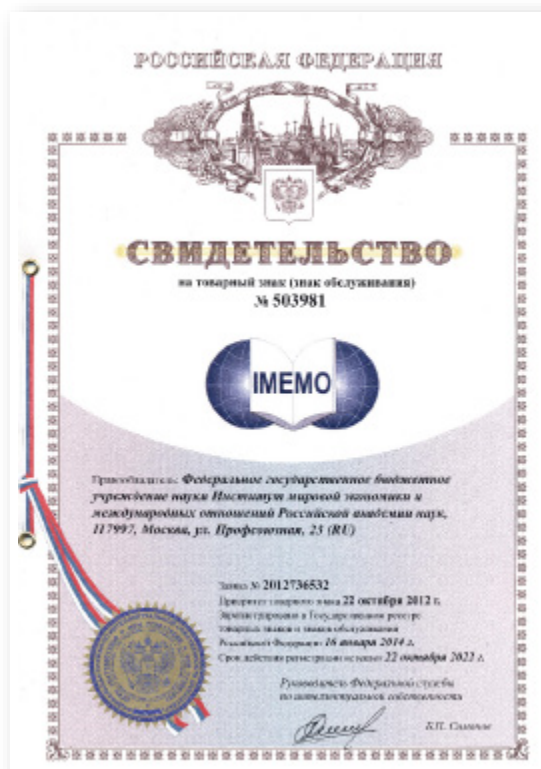 РОССИЙСКАЯ ФЕДЕРАЦИЯ
СВИДЕТЕЛЬСТВО
на товарный знак (знак обслуживания)
№ 503981
IMEMO
Правообладатель: Федеральное государственное бюджетное
учреждение науки Институт мировой экономики и
международных отношений Российской академии наук,
117997, Москва, ул. Профсоюзная, 23 (RU)
Заявка № 2012736532
Приоритет товарного знака 22 октября 2012 г.
Зарегистрировано в Государственном реестре
товарных знаков и знаков обслуживания
Российской Федерации 16 января 2014 г.
Срок действия регистрации истекает 22 октября 2022 г.
Руководитель Федеральной службы
по интеллектуальной собственности
Б.П. Симонов